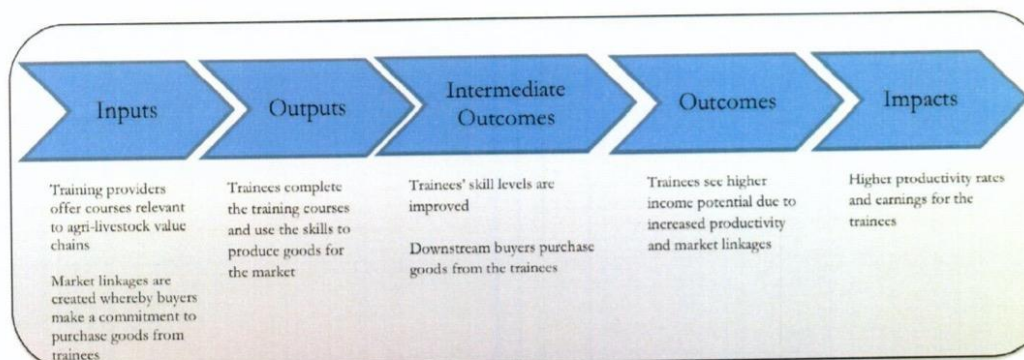 Inputs
Outputs
Intermediate
Outcomes
Outcomes
Impacts
Training providers
offer courses relevant
to agri-livestock value
chains
Market linkages are
created whereby buyers
make a commitment to
purchase goods from
trainees
Trainees complete
the training courses
and use the skills to
produce goods for
the market
Trainees' skill levels are
improved
Downstream buyers purchase
goods from the trainees
Trainees see higher
income potential due to
increased productivity
and market linkages
Higher productivity rates
and earnings for the
trainees